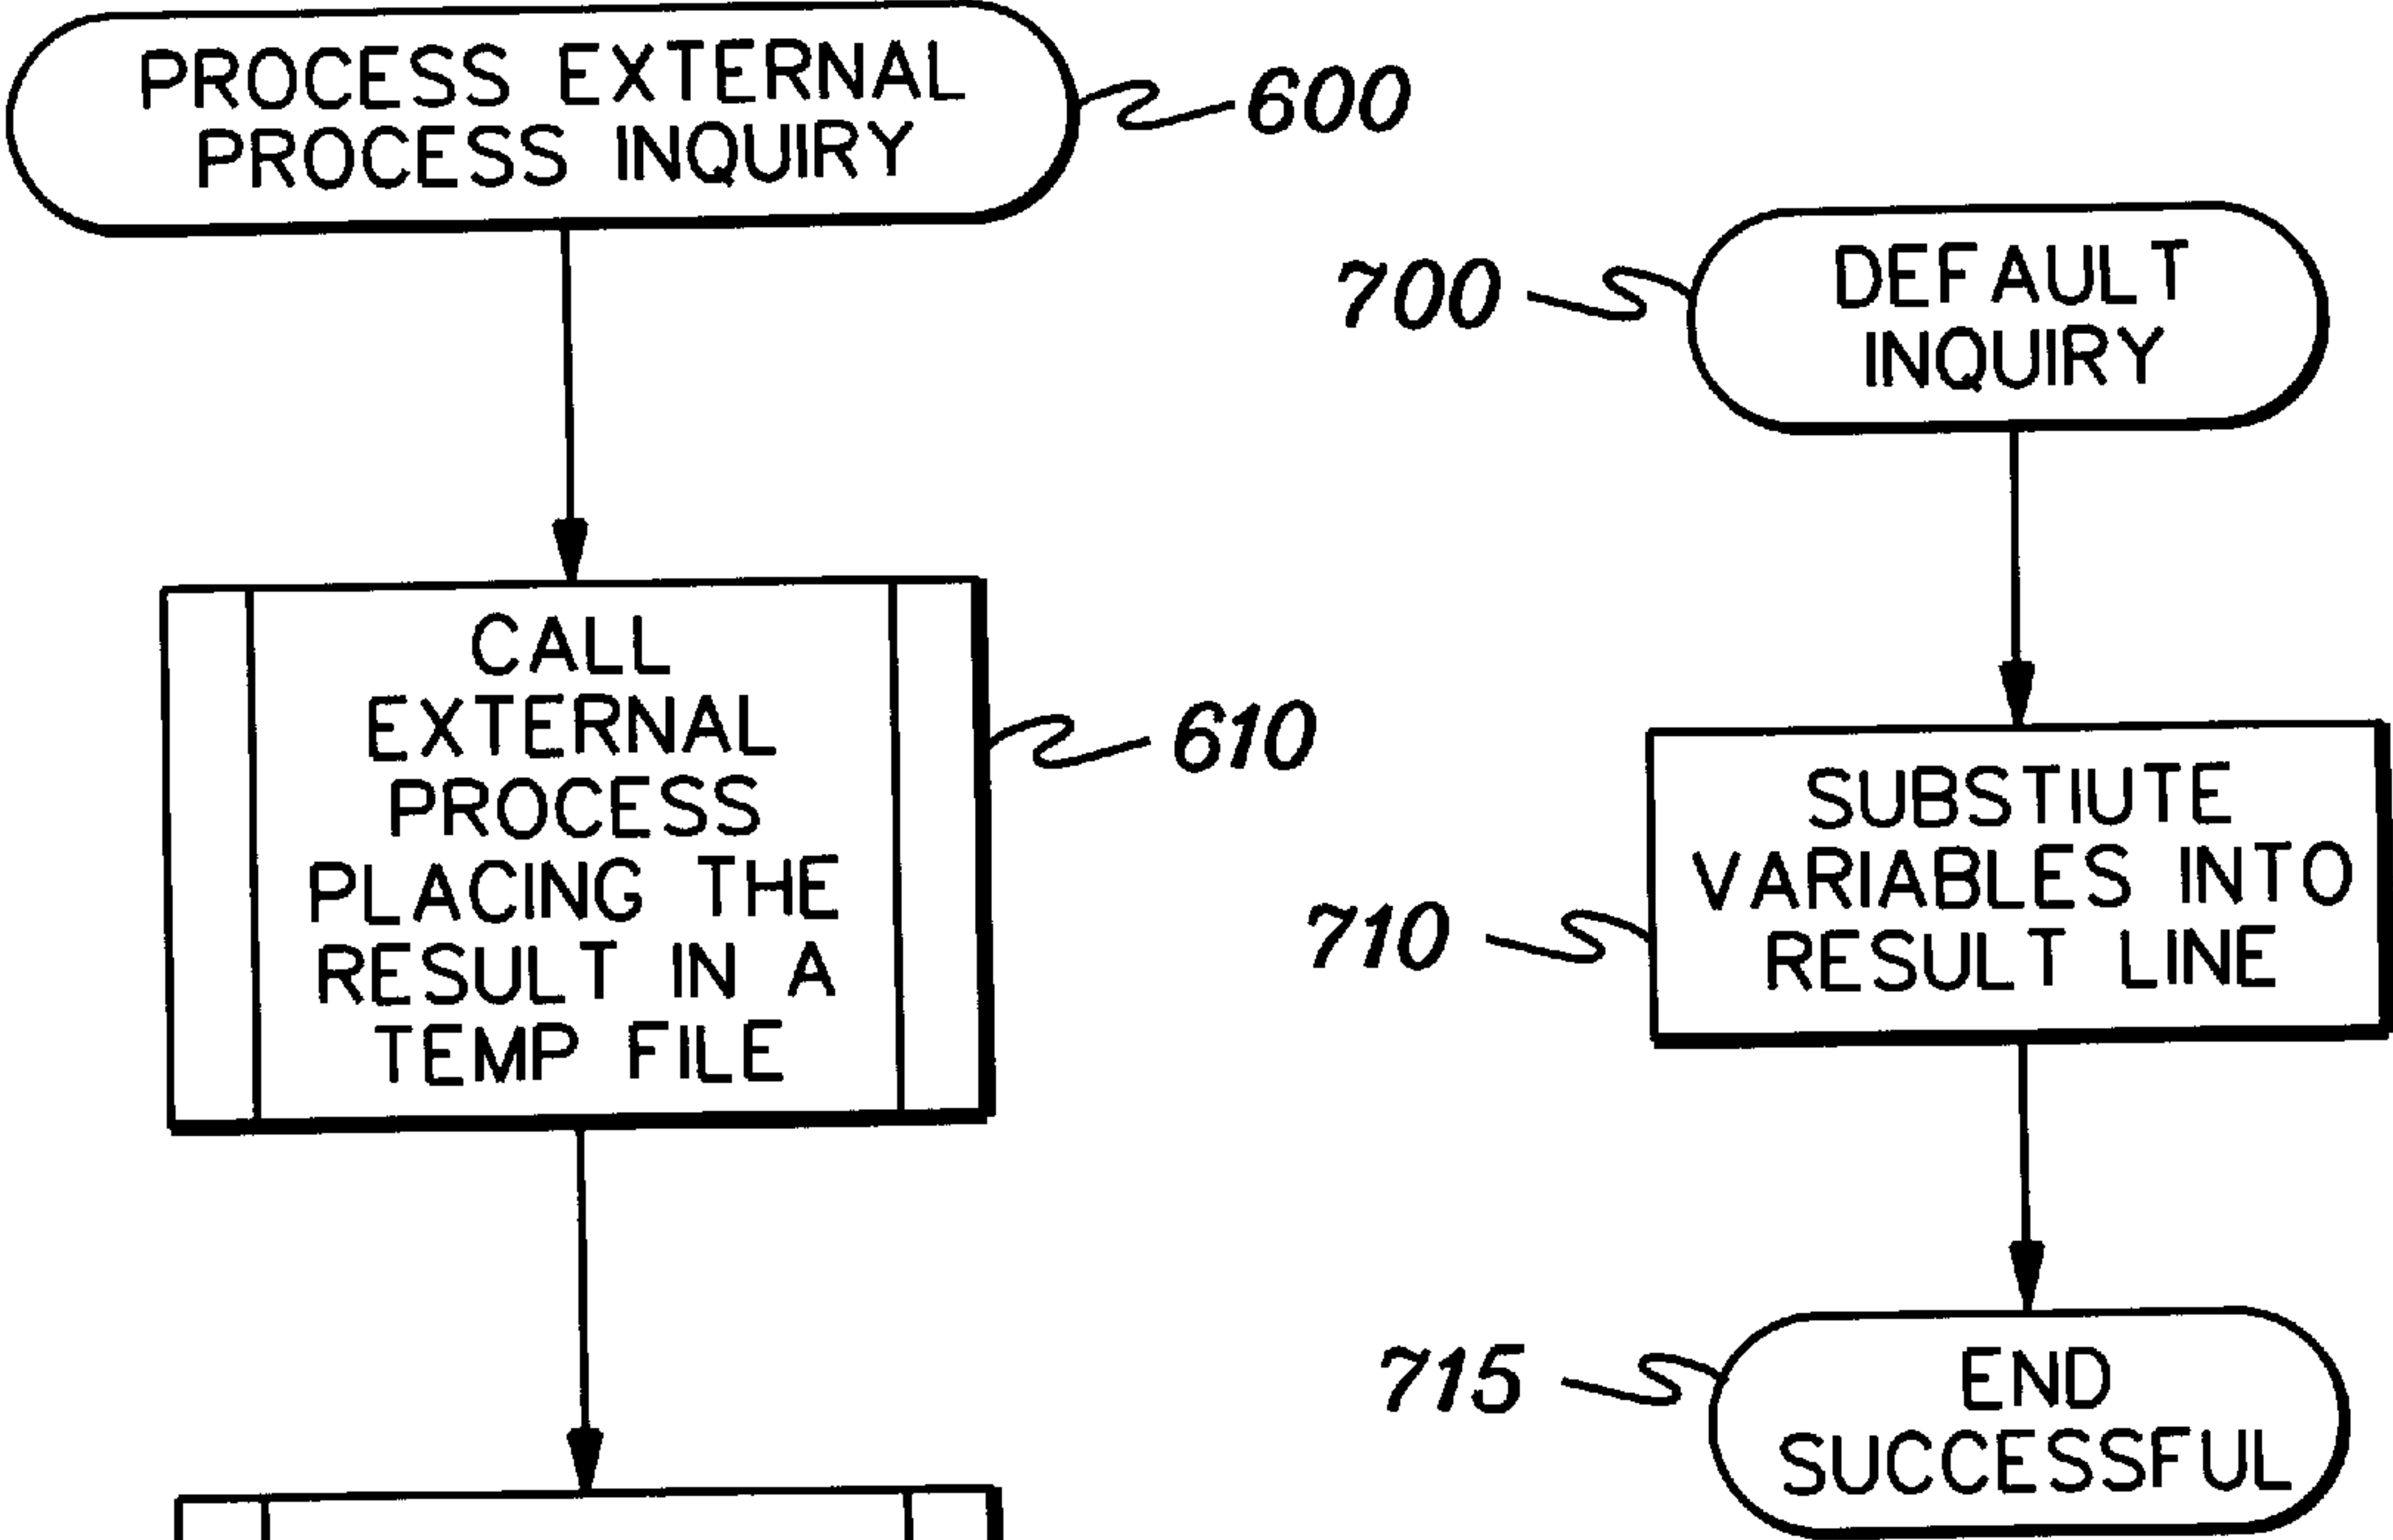 PROCESS EXTERNAL
PROCESS INQUIRY
600
CALL
EXTERNAL
PROCESS
PLACING THE
RESULT IN A
TEMP FILE
610
700
DEFAULT
INQUIRY
SUBSTIUTE
VARIABLES INTO
RESULT LINE
710
715
END
SUCCESSFUL